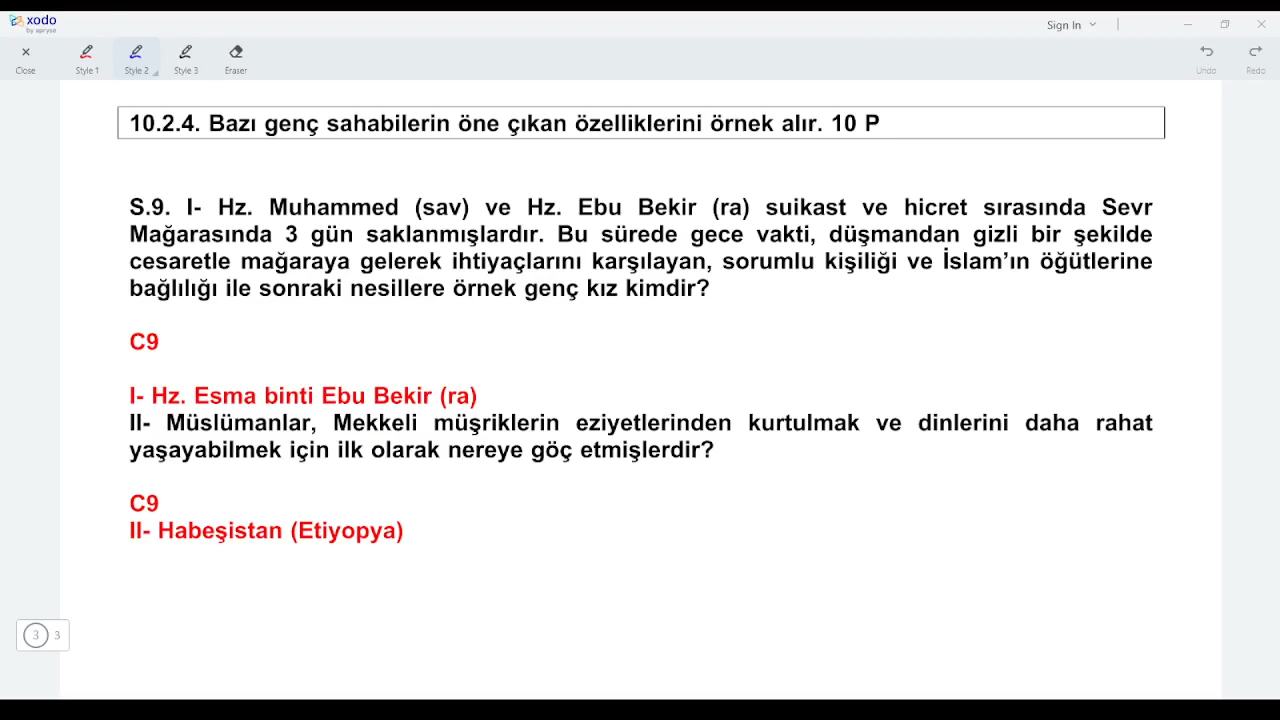 xodo
by apryse
Sign In
Close
Style 1
Style 2
Style 3
Eraser
Undo
Redo
10.2.4. Bazı genç sahabilerin öne çıkan özelliklerini örnek alır. 10 P
S.9. I- Hz. Muhammed (sav) ve Hz. Ebu Bekir (ra) suikast ve hicret sırasında Sevr
Mağarasında 3 gün saklanmışlardır. Bu sürede gece vakti, düşmandan gizli bir şekilde
cesaretle mağaraya gelerek ihtiyaçlarını karşılayan, sorumlu kişiliği ve İslam’ın öğütlerine
bağlılığı ile sonraki nesillere örnek genç kız kimdir?
C9
I- Hz. Esma binti Ebu Bekir (ra)
II- Müslümanlar, Mekkeli müşriklerin eziyetlerinden kurtulmak ve dinlerini daha rahat
yaşayabilmek için ilk olarak nereye göç etmişlerdir?
C9
II- Habeşistan (Etiyopya)
3 3